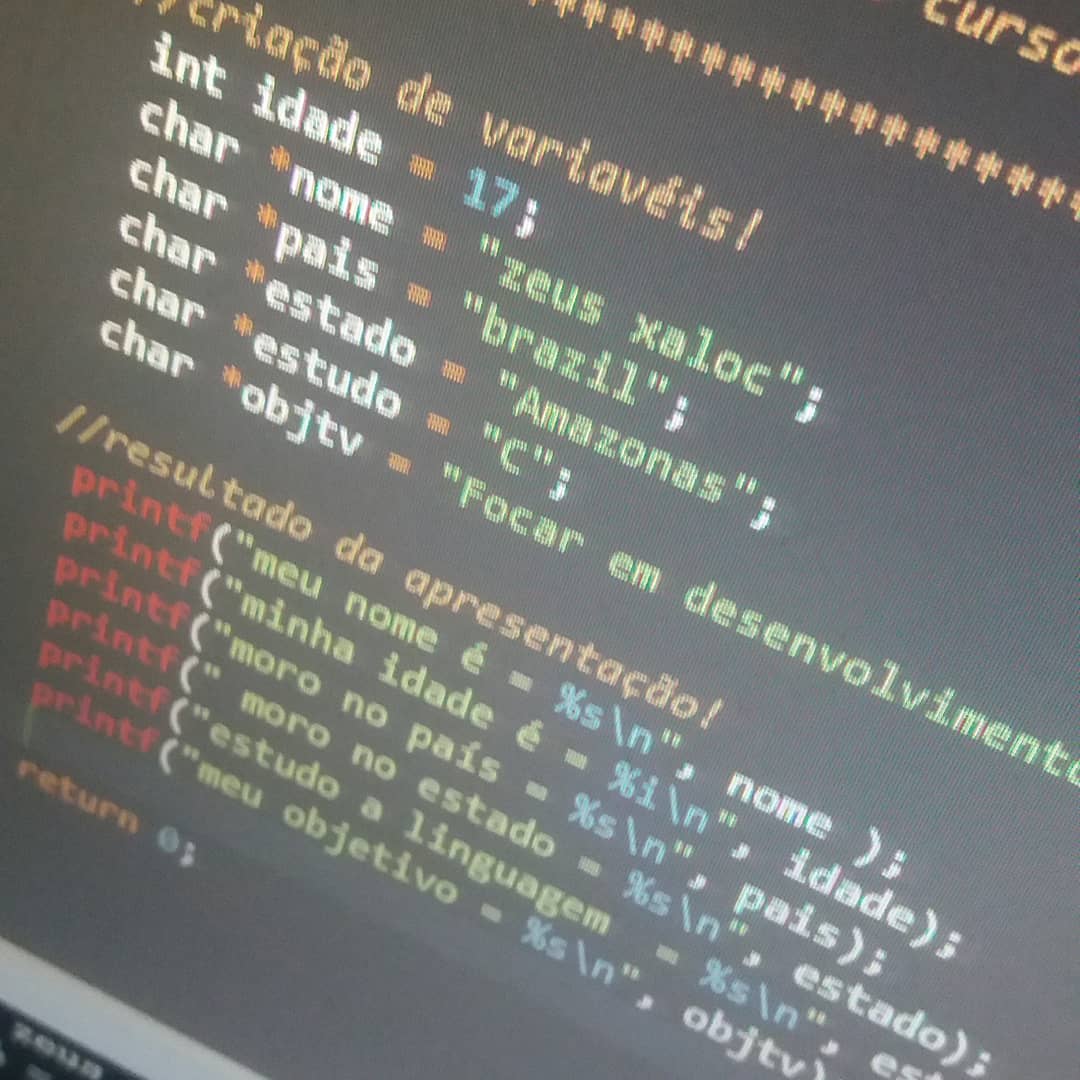 curso
********************
//criação de variavéis!
int idade = 17;
char *nome = "zeus xaloc";
char *pais = "brazil";
char *estado = "Amazonas";
char *estudo = "C";
char *objtv = "Focar em desenvolvimento
//resultado da apresentação!
printf("meu nome é = %s\n", nome );
printf("minha idade é = %i\n", idade);
printf("moro no país = %s\n", pais);
printf(" moro no estado = %s\n", estado);
printf("estudo a linguagem = %s\n", est
printf("meu objetivo = %s\n", objtv)
return 0;
zeus